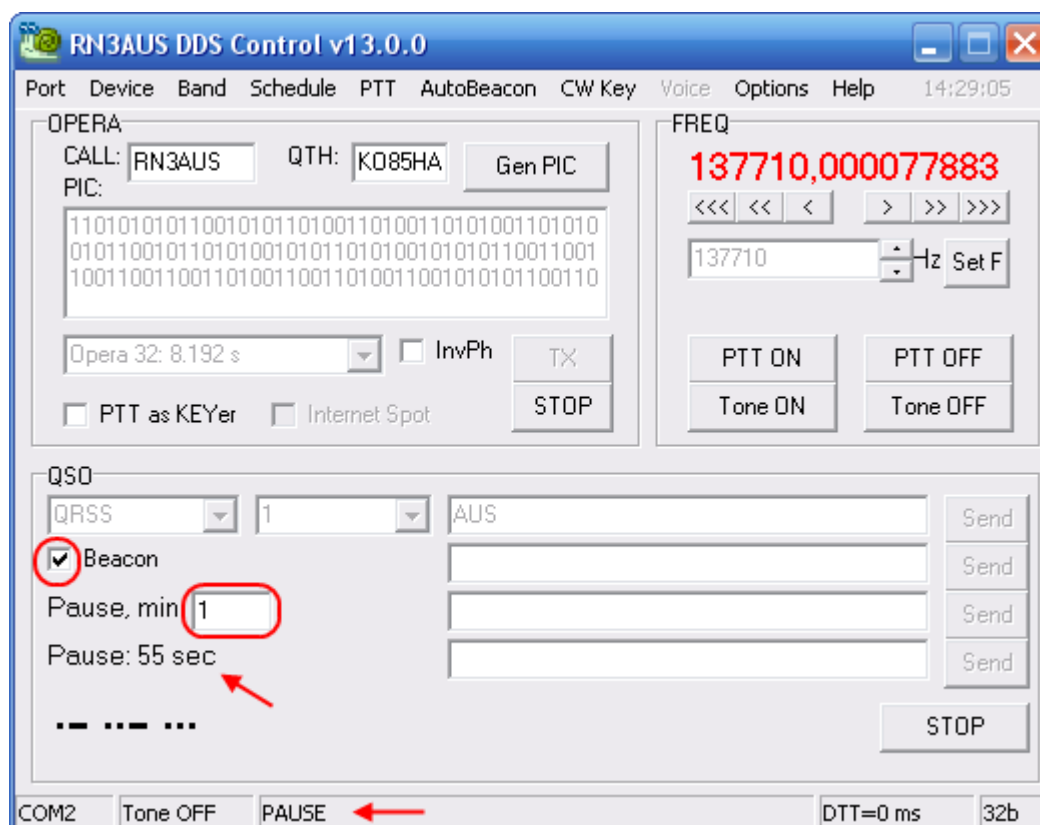 RN3AUS DDS Control v13.0.0
Port Device Band Schedule PTT AutoBeacon CW Key Voice Options Help 14:29:05
OPERA
CALL: RN3AUS QTH: KO85HA Gen PIC
PIC:
11010101011001010110100110100110101001101010
01011001011010100101011010100101010110011001
10011001100110100110011010011001010101100110
Opera 32: 8.192 s InvPh TX
PTT as KEYer Internet Spot STOP
FREQ
137710,000077883
<<< << < > >> >>>
137710 Hz Set F
PTT ON PTT OFF
Tone ON Tone OFF
QSO
QRSS 1 AUS Send
Beacon Send
Pause, min 1 Send
Pause: 55 sec Send
.- ..- ...
STOP
COM2 Tone OFF PAUSE DTT=0 ms 32b